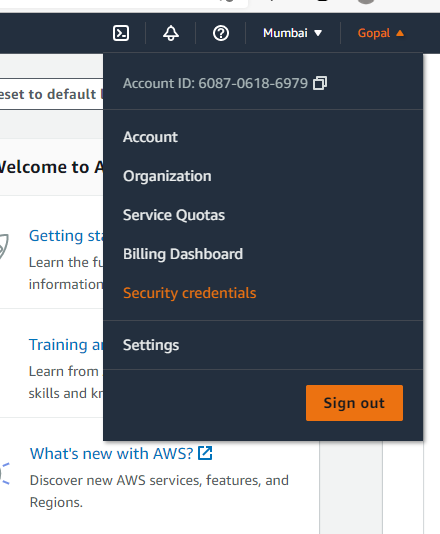 Mumbai ▼ Gopal ▲
Account ID: 6087-0618-6979
eset to default
Account
Welcome to A
Organization
Service Quotas
Getting sta
Billing Dashboard
Learn the fu
information
Security credentials
Training a
Settings
Learn from
skills and k
Sign out
What's new with AWS?
Discover new AWS services, features, and
Regions.